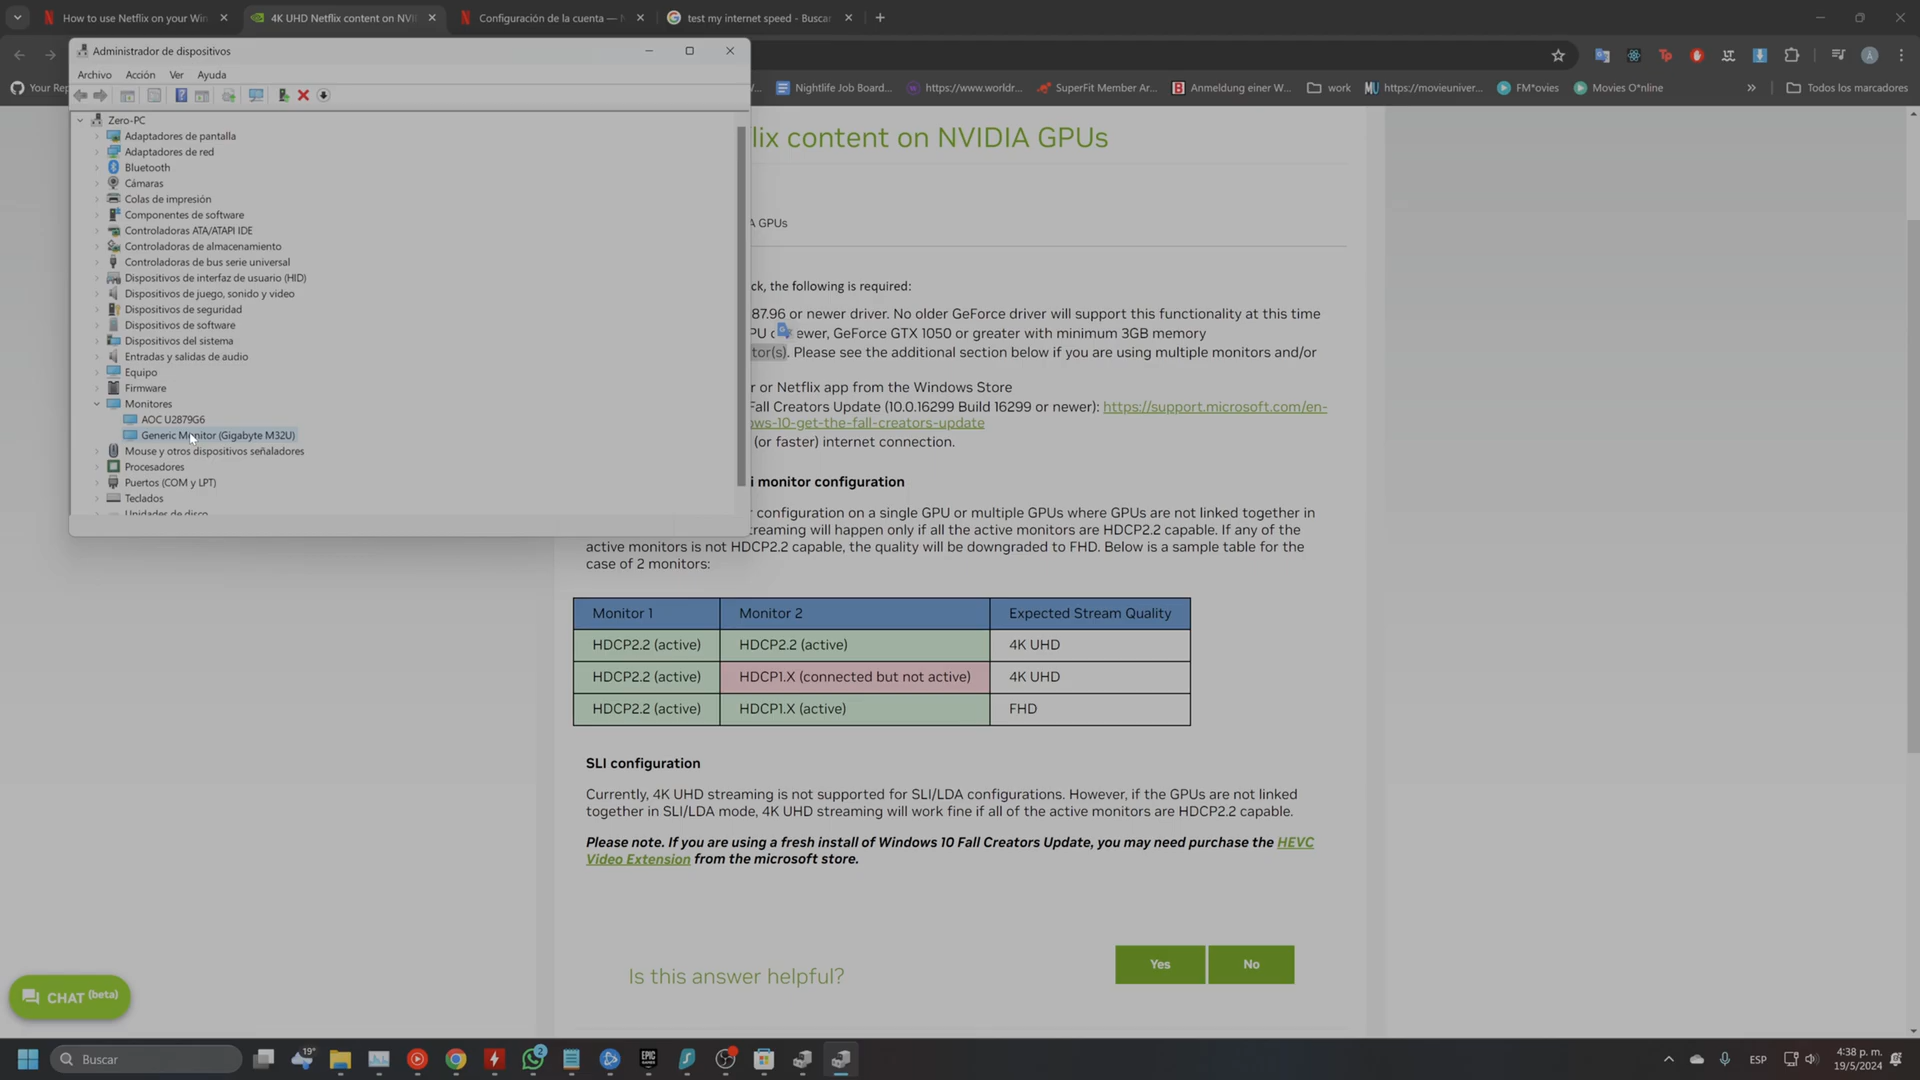 How to use Netflix on your Win
4K UHD Netflix content on NVI
Configuración de la cuenta — N
test my internet speed - Buscar
Administrador de dispositivos
Archivo Acción Ver Ayuda
Your Rep
Nightlife Job Board...
https://www.worldr...
SuperFit Member Ar...
Anmeldung einer W...
work
https://movieuniver...
FM*ovies
Movies O*nline
Todos los marcadores
Zero-PC
Adaptadores de pantalla
Adaptadores de red
Bluetooth
Cámaras
Colas de impresión
Componentes de software
Controladoras ATA/ATAPI IDE
Controladoras de almacenamiento
Controladoras de bus serie universal
Dispositivos de interfaz de usuario (HID)
Dispositivos de juego, sonido y video
Dispositivos de seguridad
Dispositivos de software
Dispositivos del sistema
Entradas y salidas de audio
Equipo
Firmware
Monitores
AOC U2879G6
Generic Monitor (Gigabyte M32U)
Mouse y otros dispositivos señaladores
Procesadores
Puertos (COM y LPT)
Teclados
Unidades de disco
lix content on NVIDIA GPUs
A GPUs
ck, the following is required:
87.96 or newer driver. No older GeForce driver will support this functionality at this time
PU o ewer, GeForce GTX 1050 or greater with minimum 3GB memory
tor(s). Please see the additional section below if you are using multiple monitors and/or
r or Netflix app from the Windows Store
Fall Creators Update (10.0.16299 Build 16299 or newer): https://support.microsoft.com/en-
ws-10-get-the-fall-creators-update
(or faster) internet connection.
i monitor configuration
configuration on a single GPU or multiple GPUs where GPUs are not linked together in
treaming will happen only if all the active monitors are HDCP2.2 capable. If any of the
active monitors is not HDCP2.2 capable, the quality will be downgraded to FHD. Below is a sample table for the
case of 2 monitors:
Monitor 1 Monitor 2 Expected Stream Quality
HDCP2.2 (active) HDCP2.2 (active) 4K UHD
HDCP2.2 (active) HDCP1.X (connected but not active) 4K UHD
HDCP2.2 (active) HDCP1.X (active) FHD
SLI configuration
Currently, 4K UHD streaming is not supported for SLI/LDA configurations. However, if the GPUs are not linked
together in SLI/LDA mode, 4K UHD streaming will work fine if all of the active monitors are HDCP2.2 capable.
Please note. If you are using a fresh install of Windows 10 Fall Creators Update, you may need purchase the HEVC
Video Extension from the microsoft store.
Is this answer helpful?
Yes
No
CHAT (beta)
Buscar
19°
2
EPIC
ESP
4:38 p. m.
19/5/2024